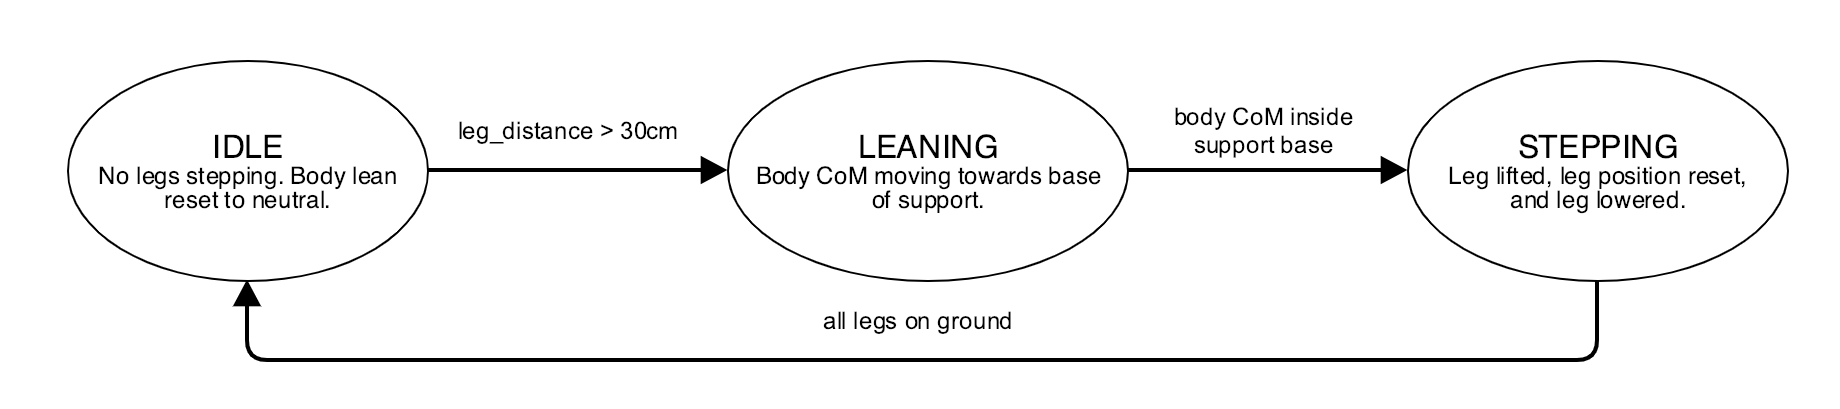 IDLE
No legs stepping. Body lean
reset to neutral.
leg_distance > 30cm
LEANING
Body CoM moving towards base
of support.
body CoM inside
support base
STEPPING
Leg lifted, leg position reset,
and leg lowered.
all legs on ground